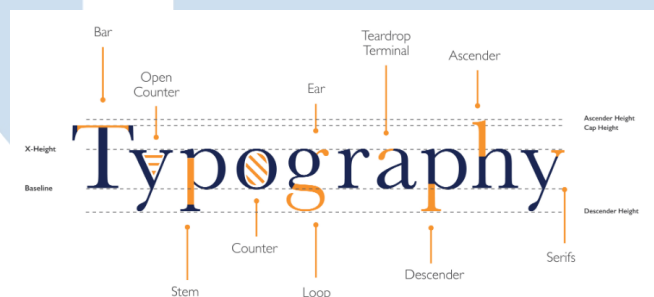 Bar
Teardrop
Terminal
Ascender
Open
Counter
Ear
Ascender Height
Cap Height
X-Height
Typography
Baseline
Descender Height
Counter
Serifs
Descender
Stem
Loop